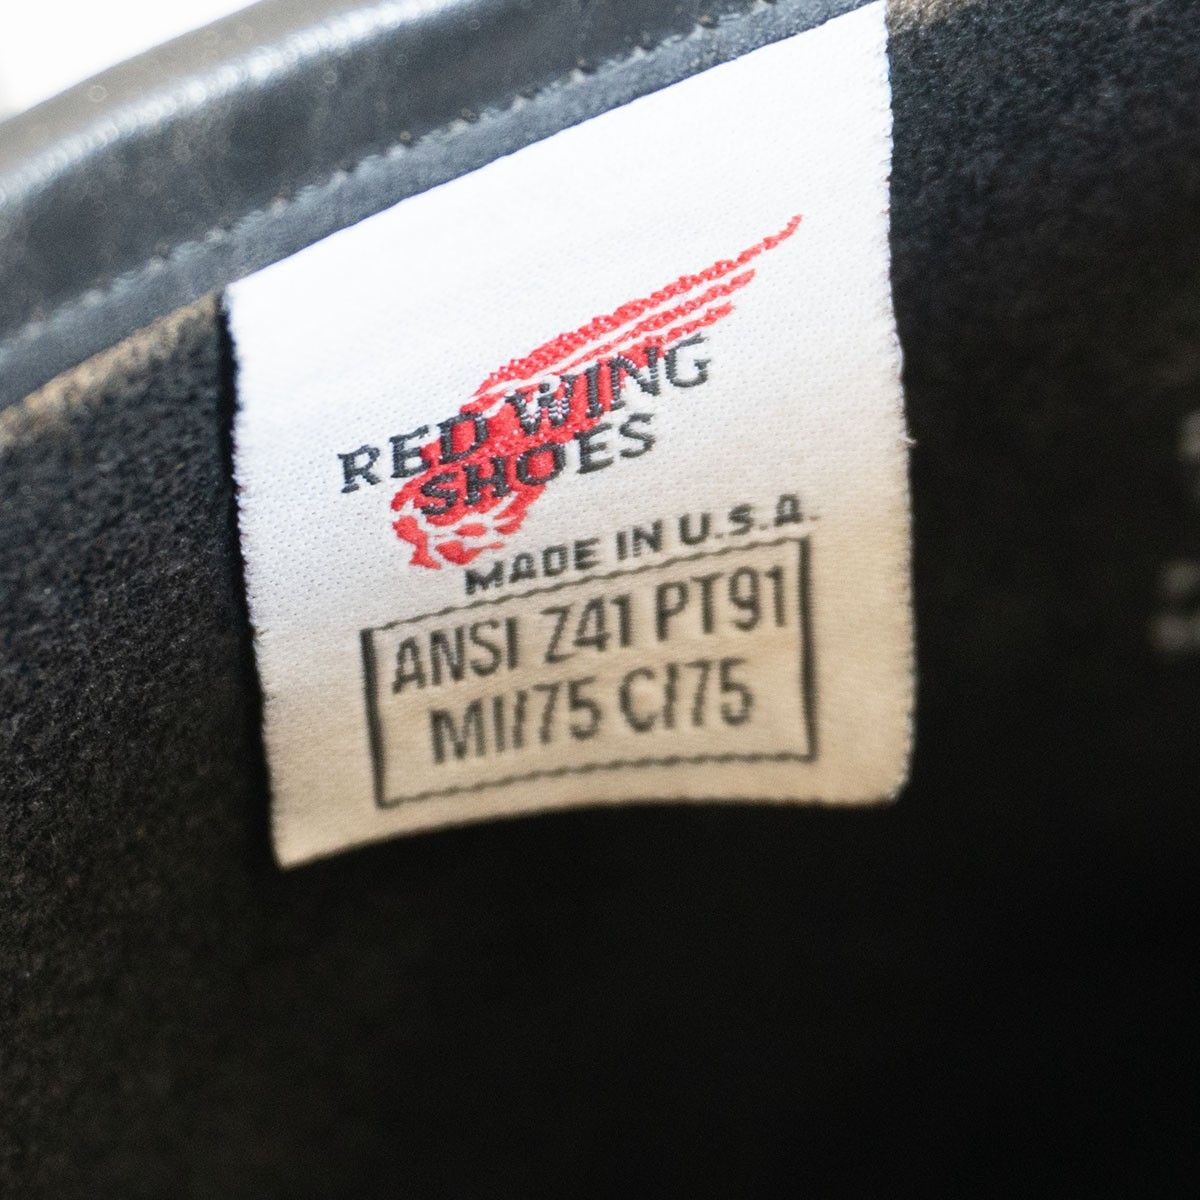 RED WING
SHOES
MADE IN U.S.A.
ANSI Z41 PT91
MI/75 C/75